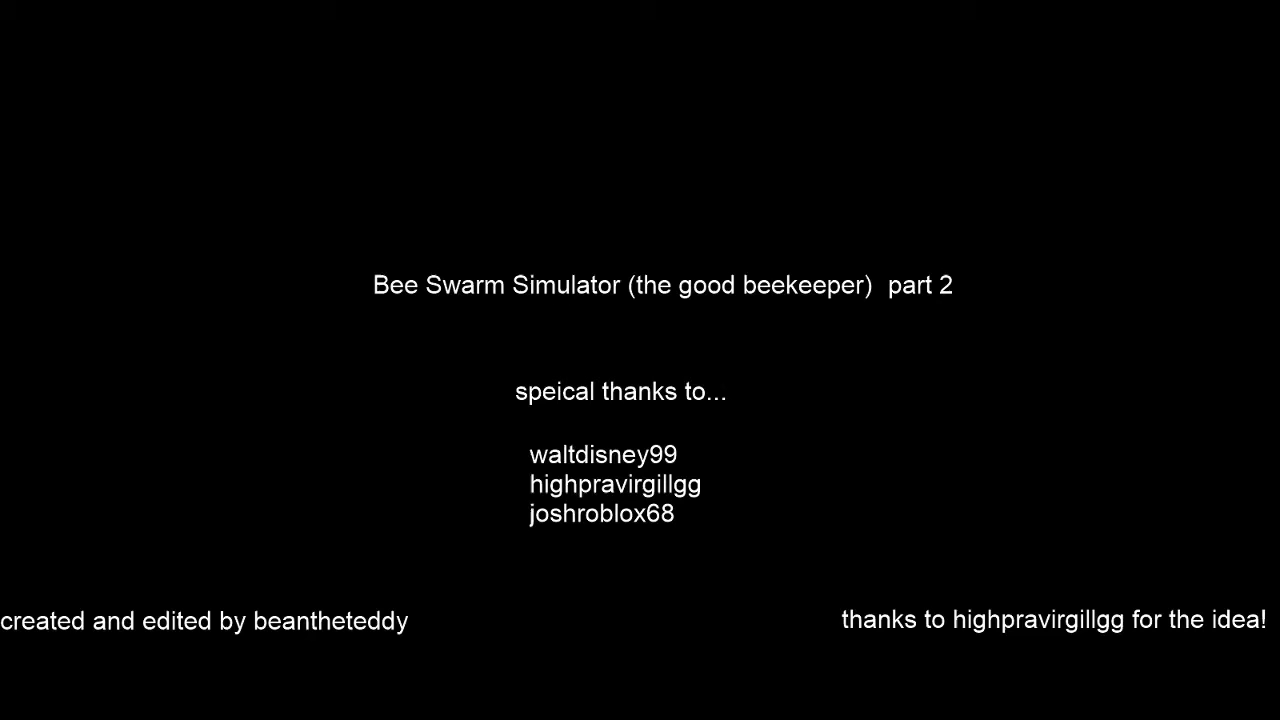 Bee Swarm Simulator (the good beekeeper)  part 2
speical thanks to...
waltdisney99
highpravirgillgg
joshroblox68
created and edited by beantheteddy
thanks to highpravirgillgg for the idea!